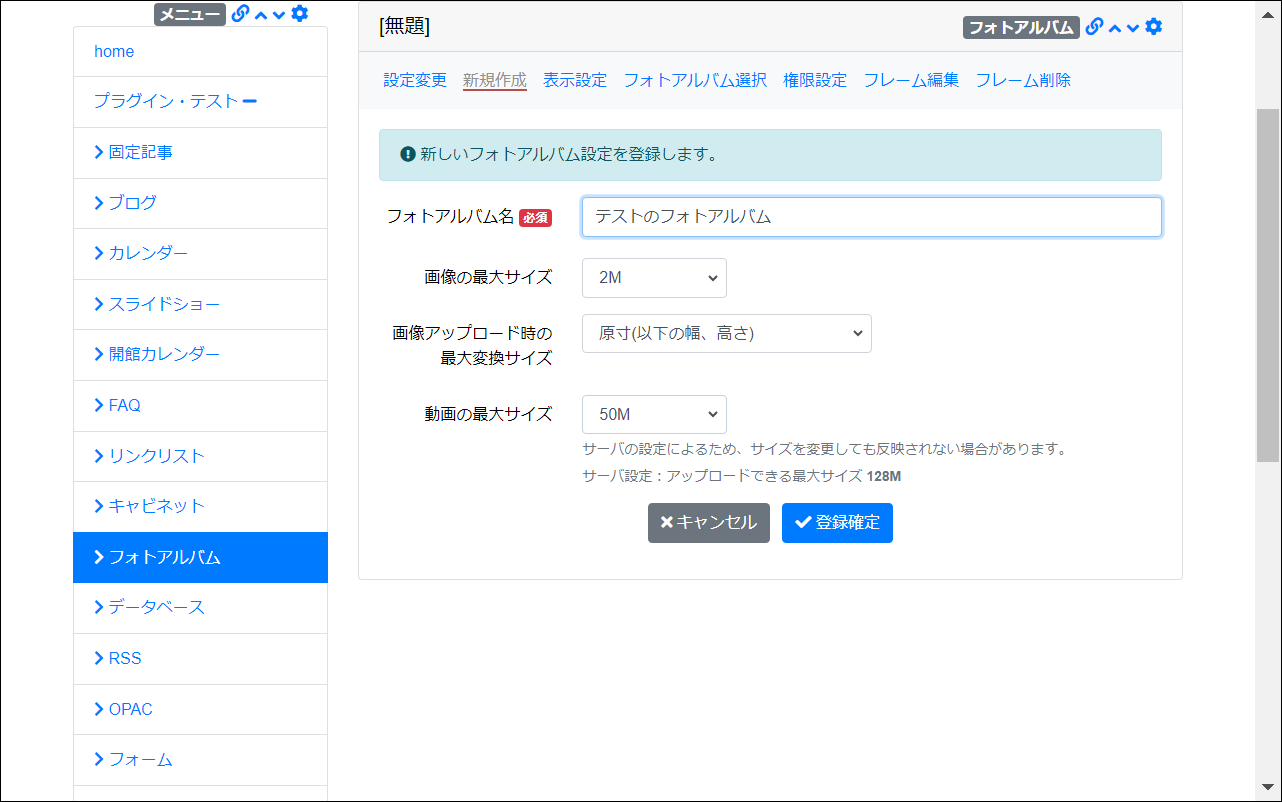 メニュー
home
プラグイン・テスト
固定記事
ブログ
カレンダー
スライドショー
開館カレンダー
FAQ
リンクリスト
キャビネット
フォトアルバム
データベース
RSS
OPAC
フォーム
[無題]
フォトアルバム
設定変更 新規作成 表示設定 フォトアルバム選択 権限設定 フレーム編集 フレーム削除
新しいフォトアルバム設定を登録します。
フォトアルバム名 必須 テストのフォトアルバム
画像の最大サイズ 2M
画像アップロード時の
最大変換サイズ
原寸(以下の幅、高さ)
動画の最大サイズ 50M
サーバの設定によるため、サイズを変更しても反映されない場合があります。
サーバ設定：アップロードできる最大サイズ 128M
キャンセル 登録確定